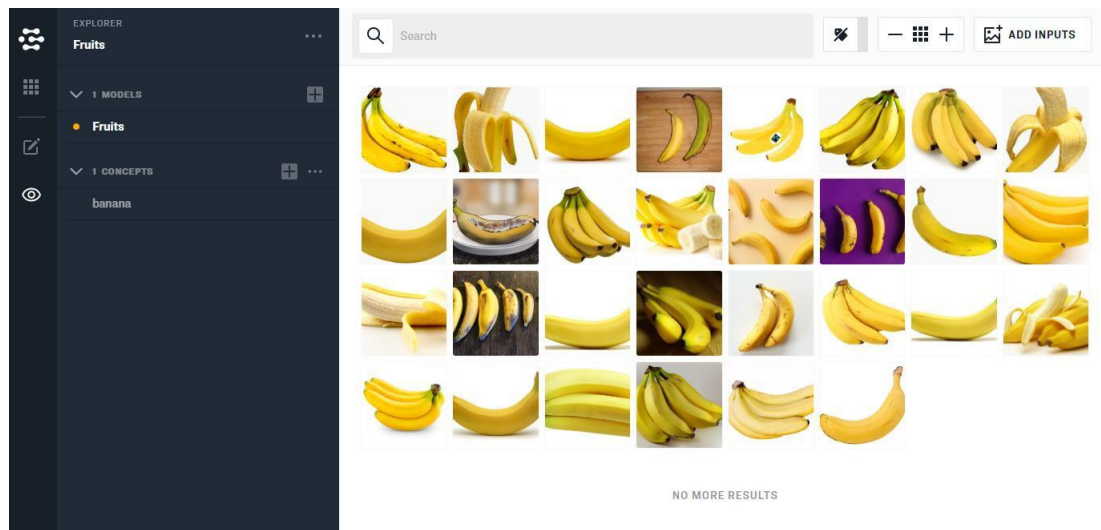 EXPLORER
Fruits
1 MODELS
Fruits
1 CONCEPTS
banana
Search
ADD INPUTS
NO MORE RESULTS